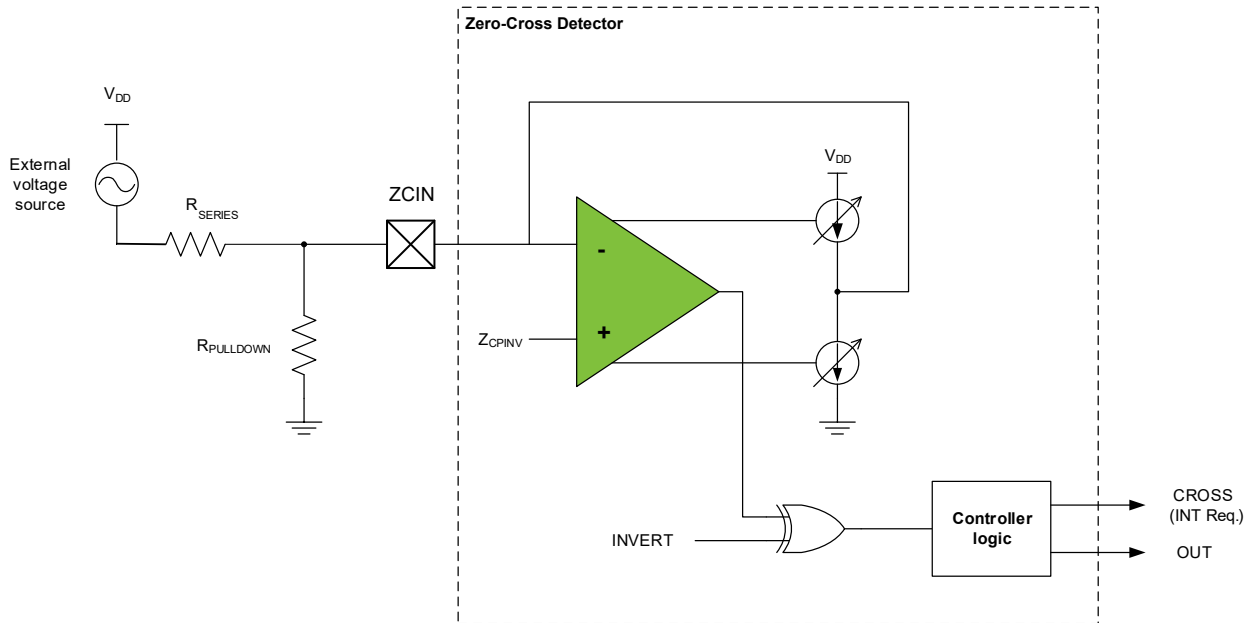 Zero-Cross Detector
VDD
External
voltage
source
RSERIES
ZCIN
RPULLDOWN
VDD
-
+
ZCPINV
INVERT
Controller
logic
CROSS
(INT Req.)
OUT